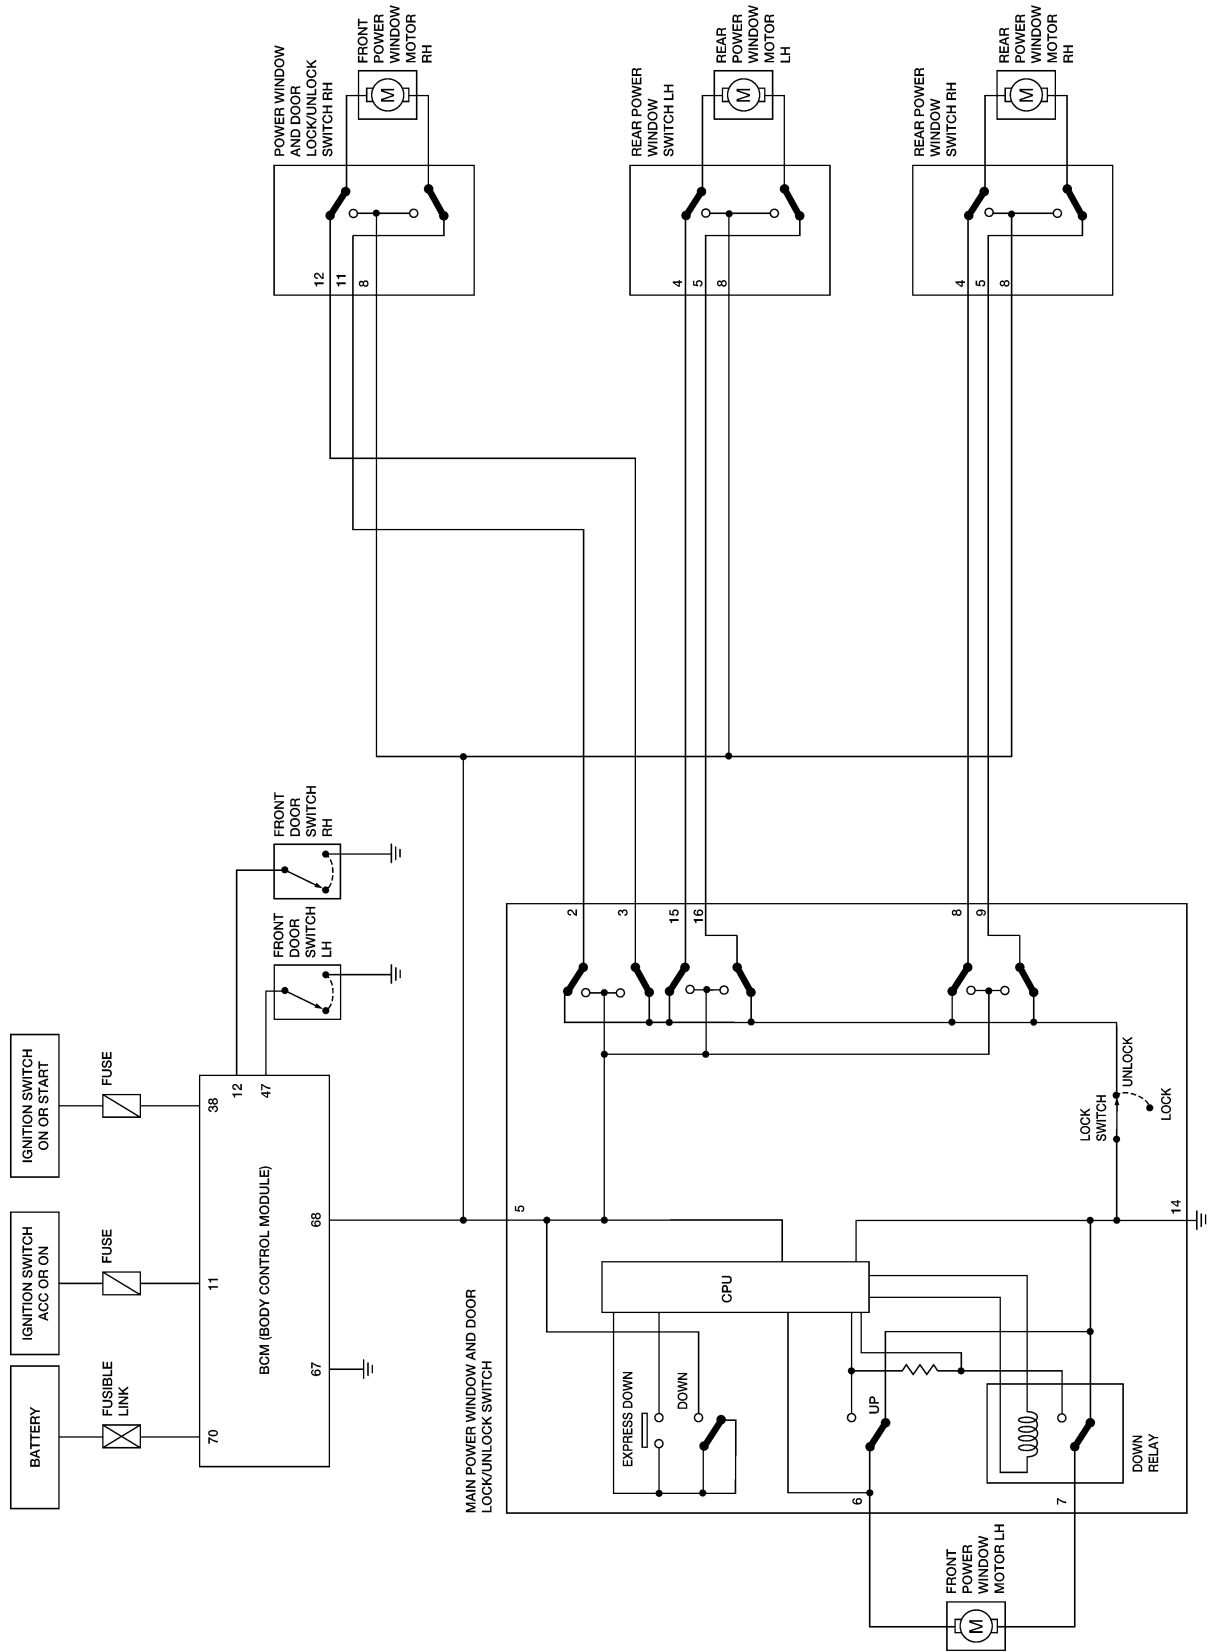 BATTERY
IGNITION SWITCH
ACC OR ON
IGNITION SWITCH
ON OR START
FUSIBLE
LINK
FUSE
FUSE
70
11
38
12
47
BCM (BODY CONTROL MODULE)
67
68
FRONT
DOOR
SWITCH
LH
FRONT
DOOR
SWITCH
RH
POWER WINDOW
AND DOOR
LOCK/UNLOCK
SWITCH RH
12
11
8
FRONT
POWER
WINDOW
MOTOR
RH
M
MAIN POWER WINDOW AND DOOR
LOCK/UNLOCK SWITCH
5
2
3
15
16
8
9
CPU
EXPRESS DOWN
DOWN
UP
LOCK
SWITCH
UNLOCK
LOCK
DOWN
RELAY
6
7
14
FRONT
POWER
WINDOW
MOTOR LH
M
REAR POWER
WINDOW
SWITCH LH
4
5
8
REAR
POWER
WINDOW
MOTOR
LH
M
REAR POWER
WINDOW
SWITCH RH
4
5
8
REAR
POWER
WINDOW
MOTOR
RH
M